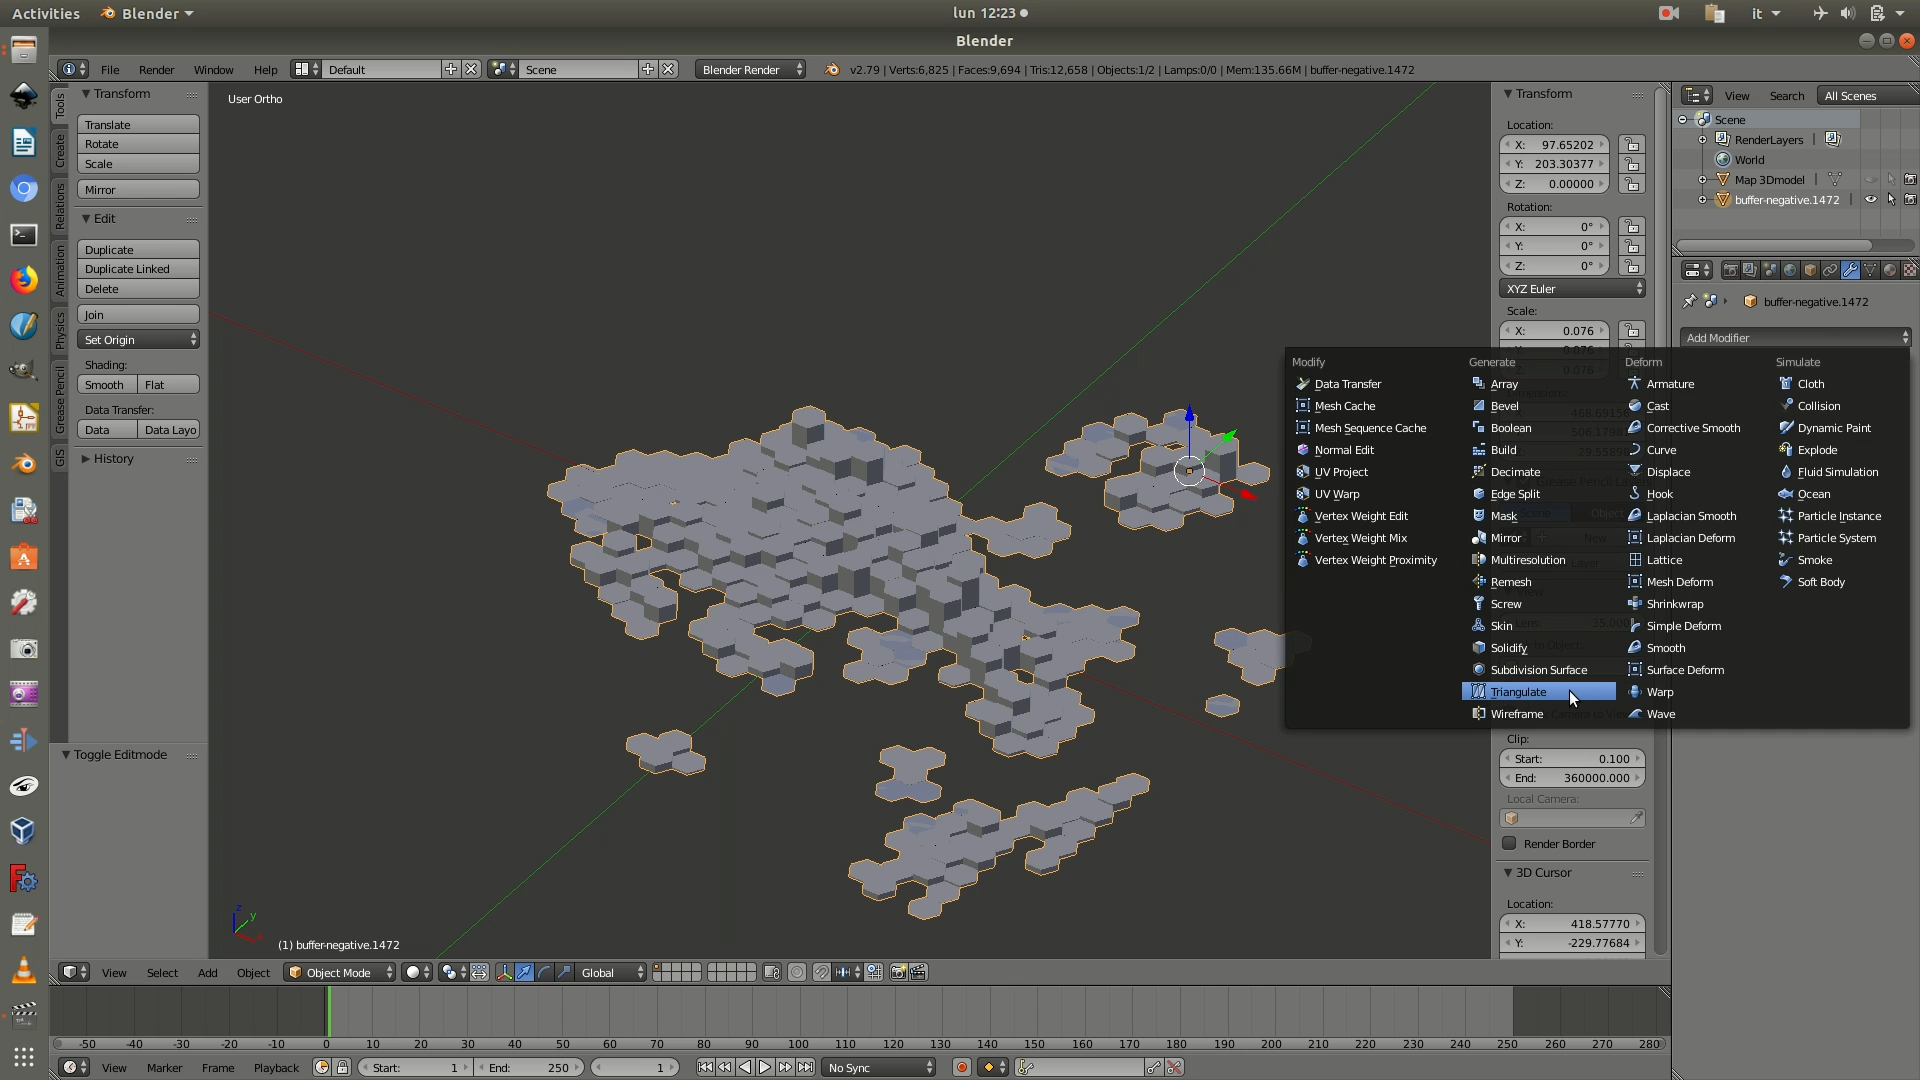 Activities Blender lun 12:23 it
Blender
File Render Window Help Default Scene Blender Render v2.79 | Verts:6,825 | Faces:9,694 | Tris:12,658 | Objects:1/2 | Lamps:0/0 | Mem:135.66M | buffer-negative.1472
Tools
Create
Relations
Animation
Physics
Grease Pencil
GIS
Transform
Translate
Rotate
Scale
Mirror
Edit
Duplicate
Duplicate Linked
Delete
Join
Set Origin
Shading:
Smooth Flat
Data Transfer:
Data Data Layo
History
Toggle Editmode
User Ortho
z
y
(1) buffer-negative.1472
Transform
Location:
X: 97.65202
Y: 203.30377
Z: 0.00000
Rotation:
X: 0°
Y: 0°
Z: 0°
XYZ Euler
Scale:
X: 0.076
View Search All Scenes
Scene
RenderLayers
World
Map 3Dmodel
buffer-negative.1472
buffer-negative.1472
Add Modifier
Modify
Data Transfer
Mesh Cache
Mesh Sequence Cache
Normal Edit
UV Project
UV Warp
Vertex Weight Edit
Vertex Weight Mix
Vertex Weight Proximity
Generate
Array
Bevel
Boolean
Build
Decimate
Edge Split
Mask
Mirror
Multiresolution
Remesh
Screw
Skin
Solidify
Subdivision Surface
Triangulate
Wireframe
Deform
Armature
Cast
Corrective Smooth
Curve
Displace
Hook
Laplacian Smooth
Laplacian Deform
Lattice
Mesh Deform
Shrinkwrap
Simple Deform
Smooth
Surface Deform
Warp
Wave
Simulate
Cloth
Collision
Dynamic Paint
Explode
Fluid Simulation
Ocean
Particle Instance
Particle System
Smoke
Soft Body
Clip:
Start: 0.100
End: 360000.000
Local Camera:
Render Border
3D Cursor
Location:
X: 418.57770
Y: -229.77684
View Select Add Object Object Mode Global
-50 -40 -30 -20 -10 0 10 20 30 40 50 60 70 80 90 100 110 120 130 140 150 160 170 180 190 200 210 220 230 240 250 260 270 280
View Marker Frame Playback Start: 1 End: 250 1 No Sync